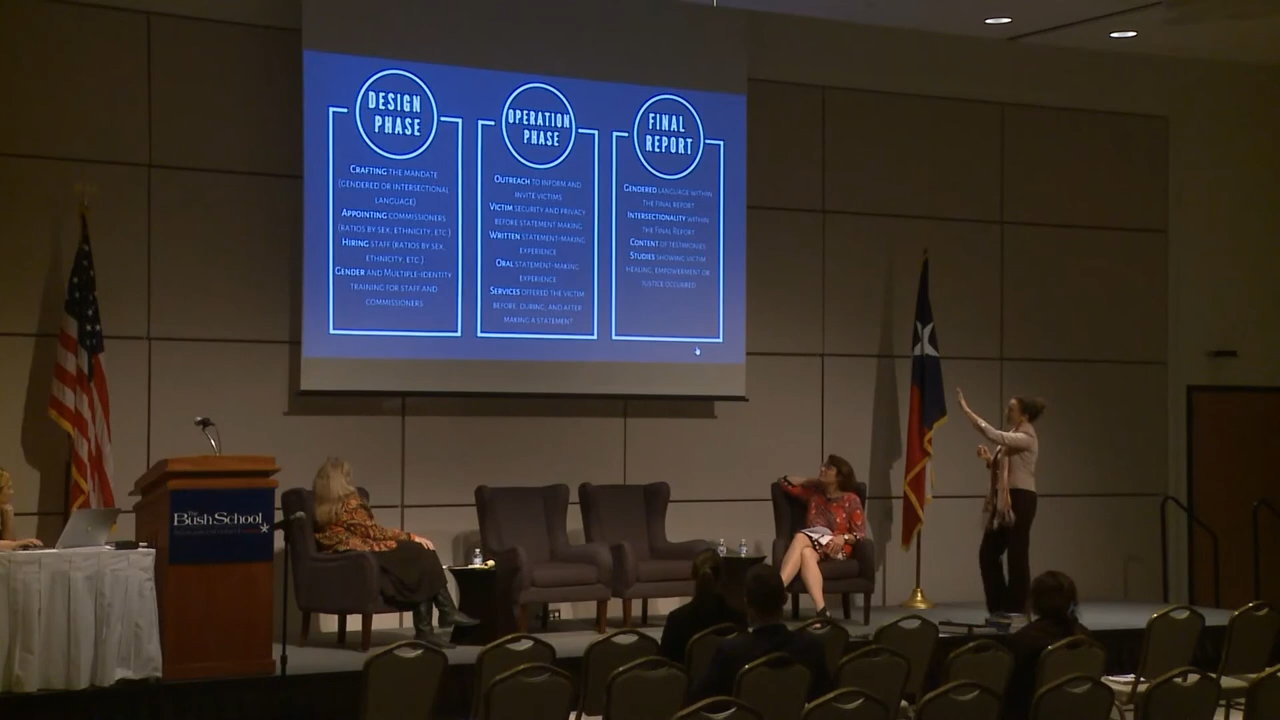 DESIGN
PHASE
CRAFTING THE MANDATE
(GENDERED OR INTERSECTIONAL
LANGUAGE)
APPOINTING COMMISSIONERS
(RATIOS BY SEX, ETHNICITY, ETC.)
HIRING STAFF (RATIOS BY SEX,
ETHNICITY, ETC.)
GENDER AND MULTIPLE-IDENTITY
TRAINING FOR STAFF AND
COMMISSIONERS
OPERATION
PHASE
OUTREACH TO INFORM AND
INVITE VICTIMS
VICTIM SECURITY AND PRIVACY
BEFORE STATEMENT MAKING
WRITTEN STATEMENT-MAKING
EXPERIENCE
ORAL STATEMENT-MAKING
EXPERIENCE
SERVICES OFFERED THE VICTIM
BEFORE, DURING, AND AFTER
MAKING A STATEMENT
FINAL
REPORT
GENDERED LANGUAGE WITHIN
THE FINAL REPORT
INTERSECTIONALITY WITHIN
THE FINAL REPORT
CONTENT OF TESTIMONIES
STUDIES SHOWING VICTIM
HEALING, EMPOWERMENT OR
JUSTICE OCCURRED
The
Bush School